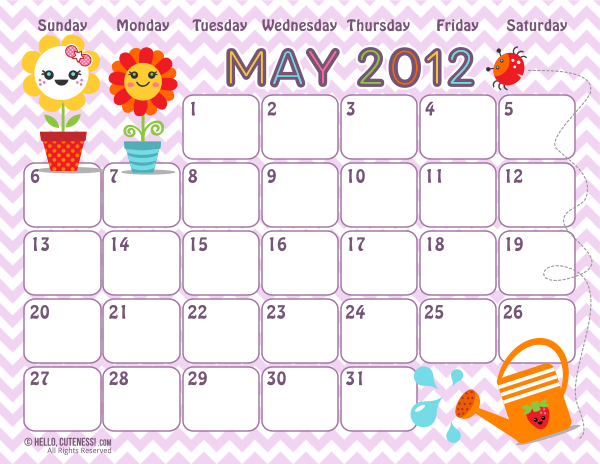 Sunday Monday Tuesday Wednesday Thursday Friday Saturday
MAY 2012
1 2 3 4 5
6 7 8 9 10 11 12
13 14 15 16 17 18 19
20 21 22 23 24 25 26
27 28 29 30 31
© HELLO, CUTENESS! .COM
All Rights Reserved